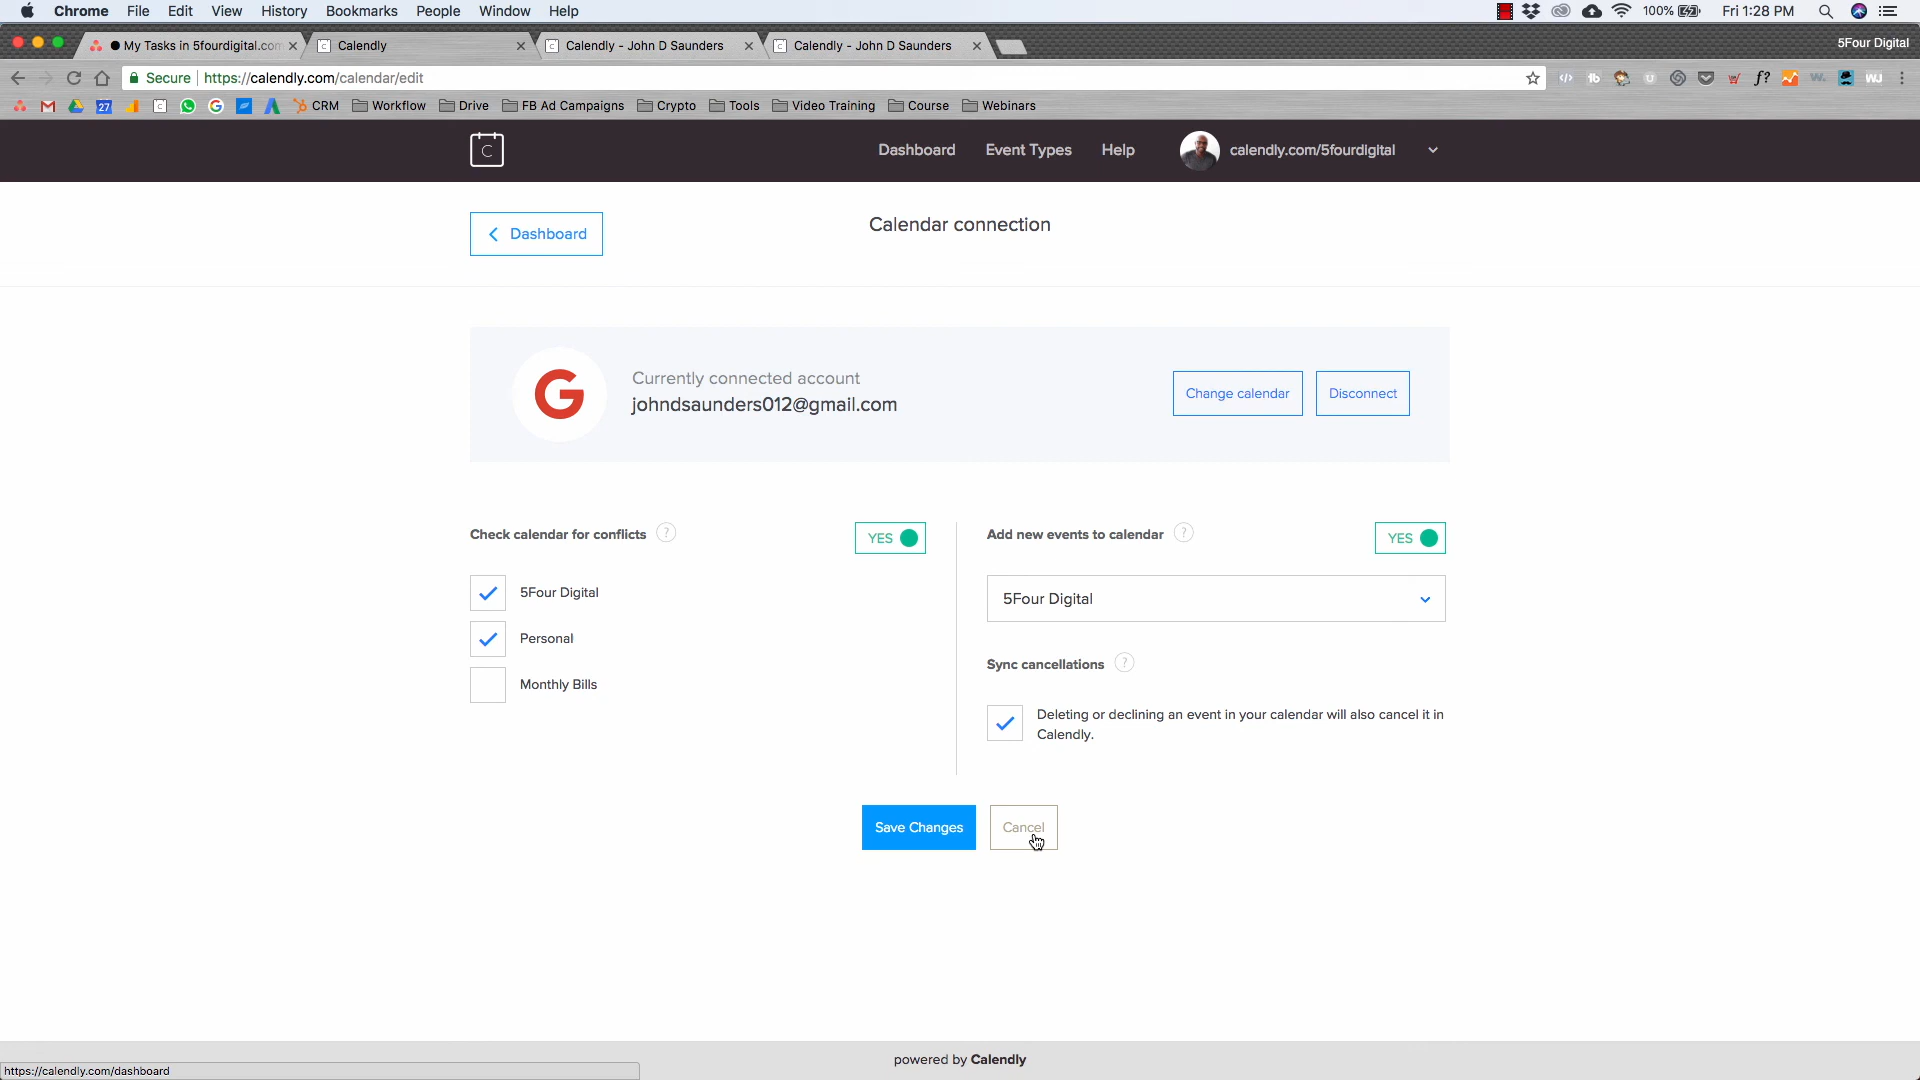 Chrome File Edit View History Bookmarks People Window Help 100% Fri 1:28 PM
My Tasks in 5fourdigital.com Calendly Calendly - John D Saunders Calendly - John D Saunders 5Four Digital
Secure https://calendly.com/calendar/edit
CRM Workflow Drive FB Ad Campaigns Crypto Tools Video Training Course Webinars
Dashboard Event Types Help calendly.com/5fourdigital
Dashboard
Calendar connection
Currently connected account
johndsaunders012@gmail.com
Change calendar Disconnect
Check calendar for conflicts ? YES
5Four Digital
Personal
Monthly Bills
Add new events to calendar ? YES
5Four Digital
Sync cancellations ?
Deleting or declining an event in your calendar will also cancel it in
Calendly.
Save Changes Cancel
powered by Calendly
https://calendly.com/dashboard